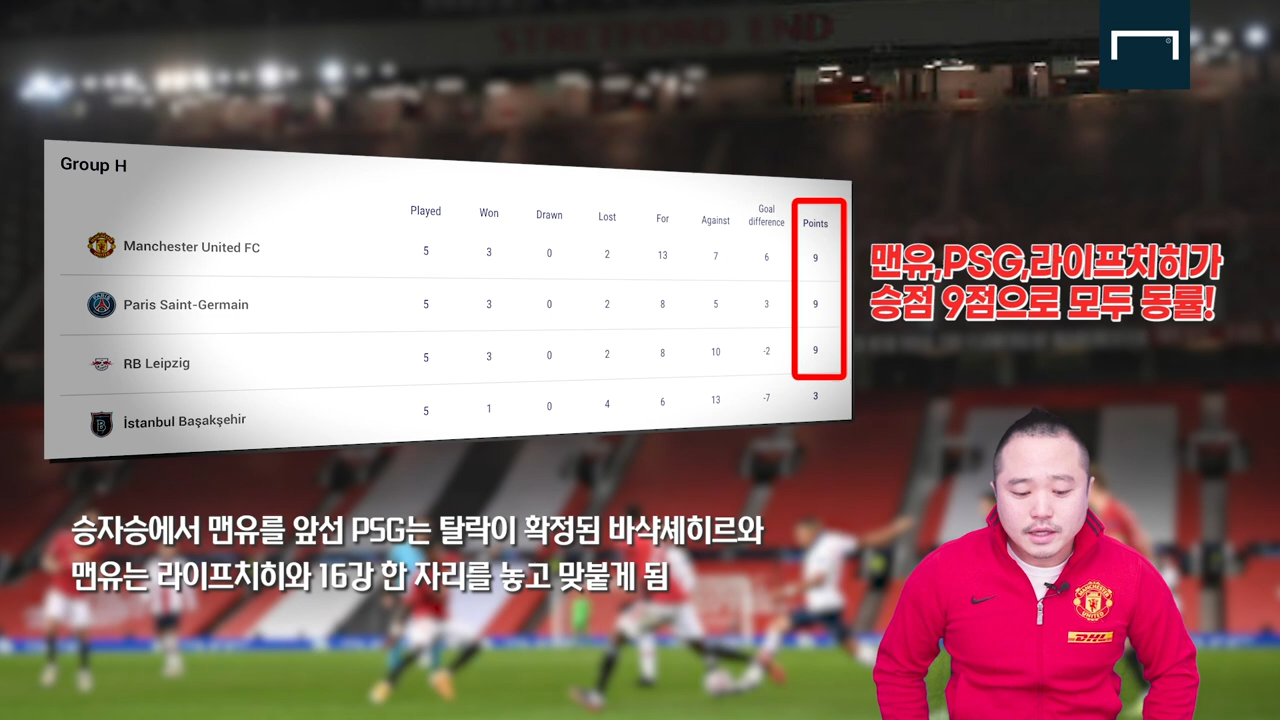 STRETFORD END
Group H
Played Won Drawn Lost For Against Goal difference Points
Manchester United FC 5 3 0 2 13 7 6 9
Paris Saint-Germain 5 3 0 2 8 5 3 9
RB Leipzig 5 3 0 2 8 10 -2 9
İstanbul Başakşehir 5 1 0 4 6 13 -7 3
맨유,PSG,라이프치히가
승점 9점으로 모두 동률!
승자승에서 맨유를 앞선 PSG는 탈락이 확정된 바샥셰히르와
맨유는 라이프치히와 16강 한 자리를 놓고 맞붙게 됨
MANCHESTER
UNITED
DHL